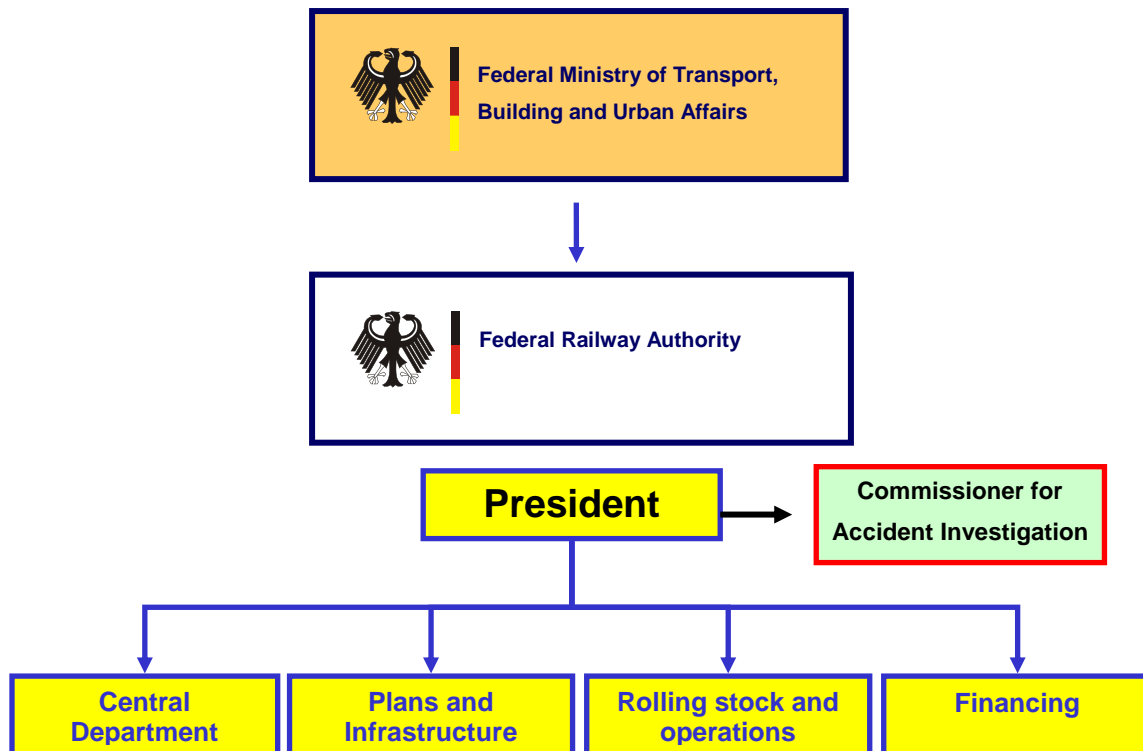 Federal Ministry of Transport,
Building and Urban Affairs
Federal Railway Authority
President
Commissioner for
Accident Investigation
Central
Department
Plans and
Infrastructure
Rolling stock and
operations
Financing